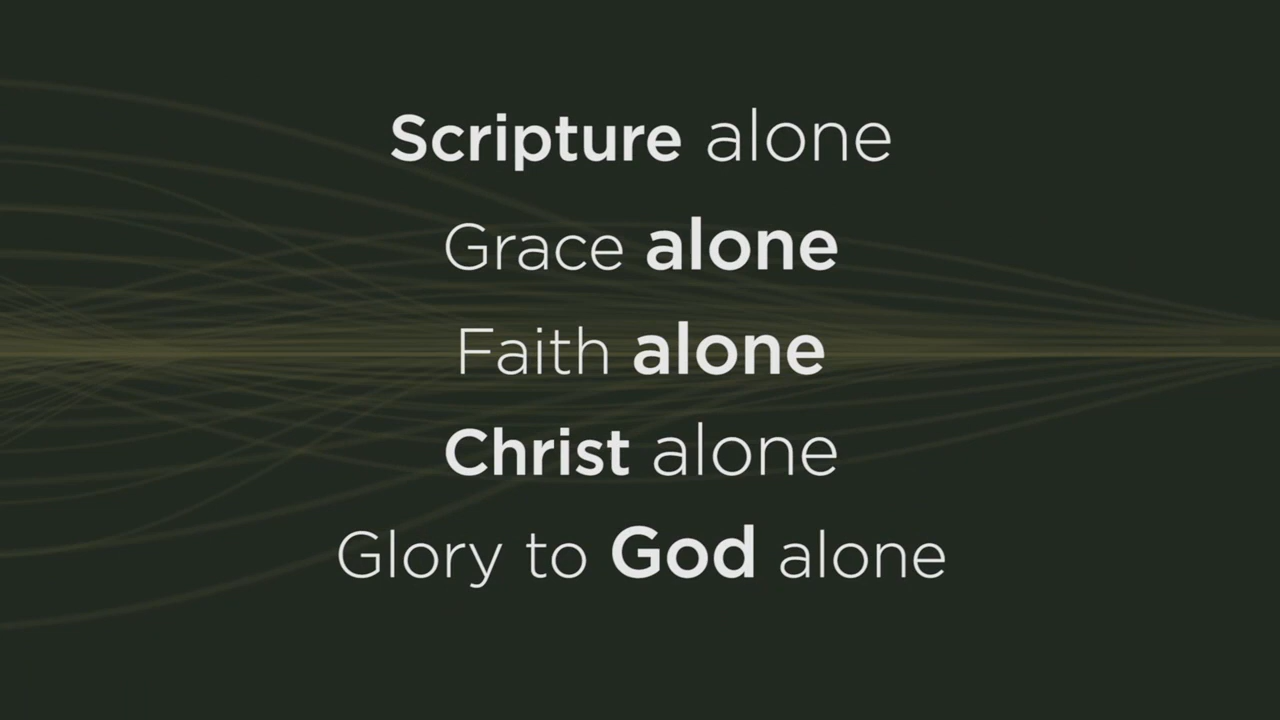 Scripture alone
Grace alone
Faith alone
Christ alone
Glory to God alone